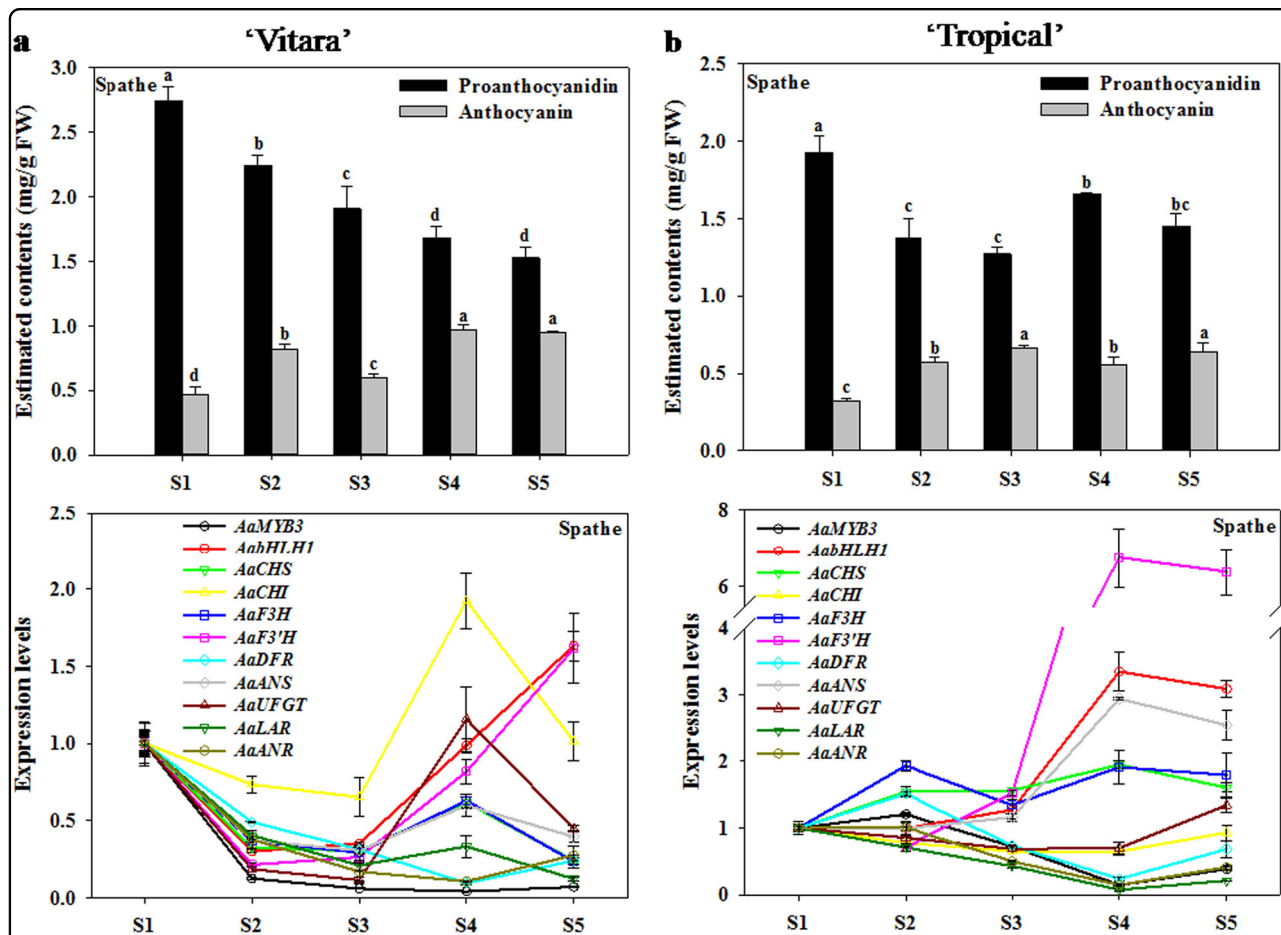 a
'Vitara'
Spathe
Proanthocyanidin
Anthocyanin
Estimated contents (mg/g FW)
3.0
2.5
2.0
1.5
1.0
0.5
0.0
a
b
c
d
d
d
b
c
a
a
S1 S2 S3 S4 S5
b
'Tropical'
Spathe
Proanthocyanidin
Anthocyanin
Estimated contents (mg/g FW)
2.5
2.0
1.5
1.0
0.5
0.0
a
c
c
b
bc
c
b
a
b
a
S1 S2 S3 S4 S5
Spathe
AaMYB3
AabHLH1
AaCHS
AaCHI
AaF3H
AaF3'H
AaDFR
AaANS
AaUFGT
AaLAR
AaANR
Expression levels
2.5
2.0
1.5
1.0
0.5
0.0
S1 S2 S3 S4 S5
Spathe
AaMYB3
AabHLH1
AaCHS
AaCHI
AaF3H
AaF3'H
AaDFR
AaANS
AaUFGT
AaLAR
AaANR
Expression levels
8
6
4
3
2
1
0
S1 S2 S3 S4 S5